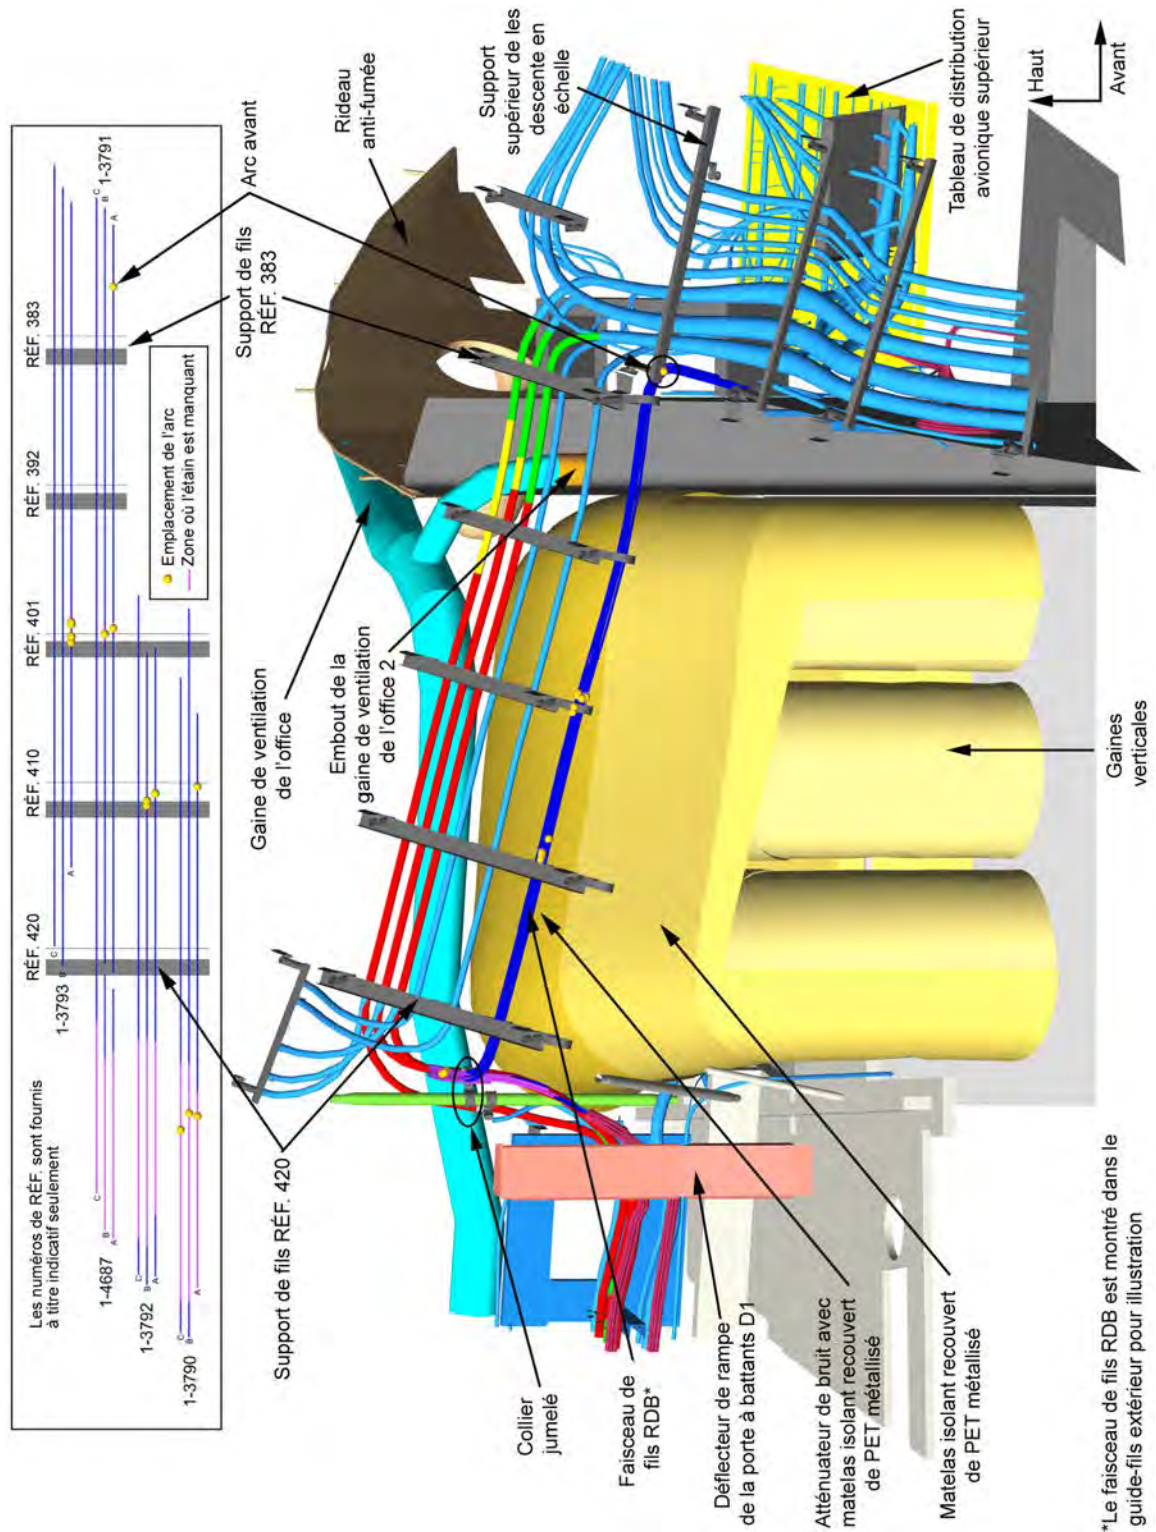 Les numéros de RÉF. sont fournis
à titre indicatif seulement
RÉF. 420
RÉF. 410
RÉF. 401
RÉF. 392
RÉF. 383
1-3793
C
B
A
1-4687
C
B
A
1-3792
C
B
A
1-3790
C
B
A
C
B
A
1-3791
Emplacement de l'arc
Zone où l'étain est manquant
Support de fils RÉF. 420
Gaine de ventilation
de l'office
Embout de la
gaine de ventilation
de l'office 2
Support de fils
RÉF. 383
Rideau
anti-fumée
Arc avant
Support
supérieur de les
descente en
échelle
Tableau de distribution
avionique supérieur
Haut
Avant
Collier
jumelé
Faisceau de
fils RDB*
Déflecteur de rampe
de la porte à battants D1
Atténuateur de bruit avec
matelas isolant recouvert
de PET métallisé
Matelas isolant recouvert
de PET métallisé
Gaines
verticales
*Le faisceau de fils RDB est montré dans le
guide-fils extérieur pour illustration